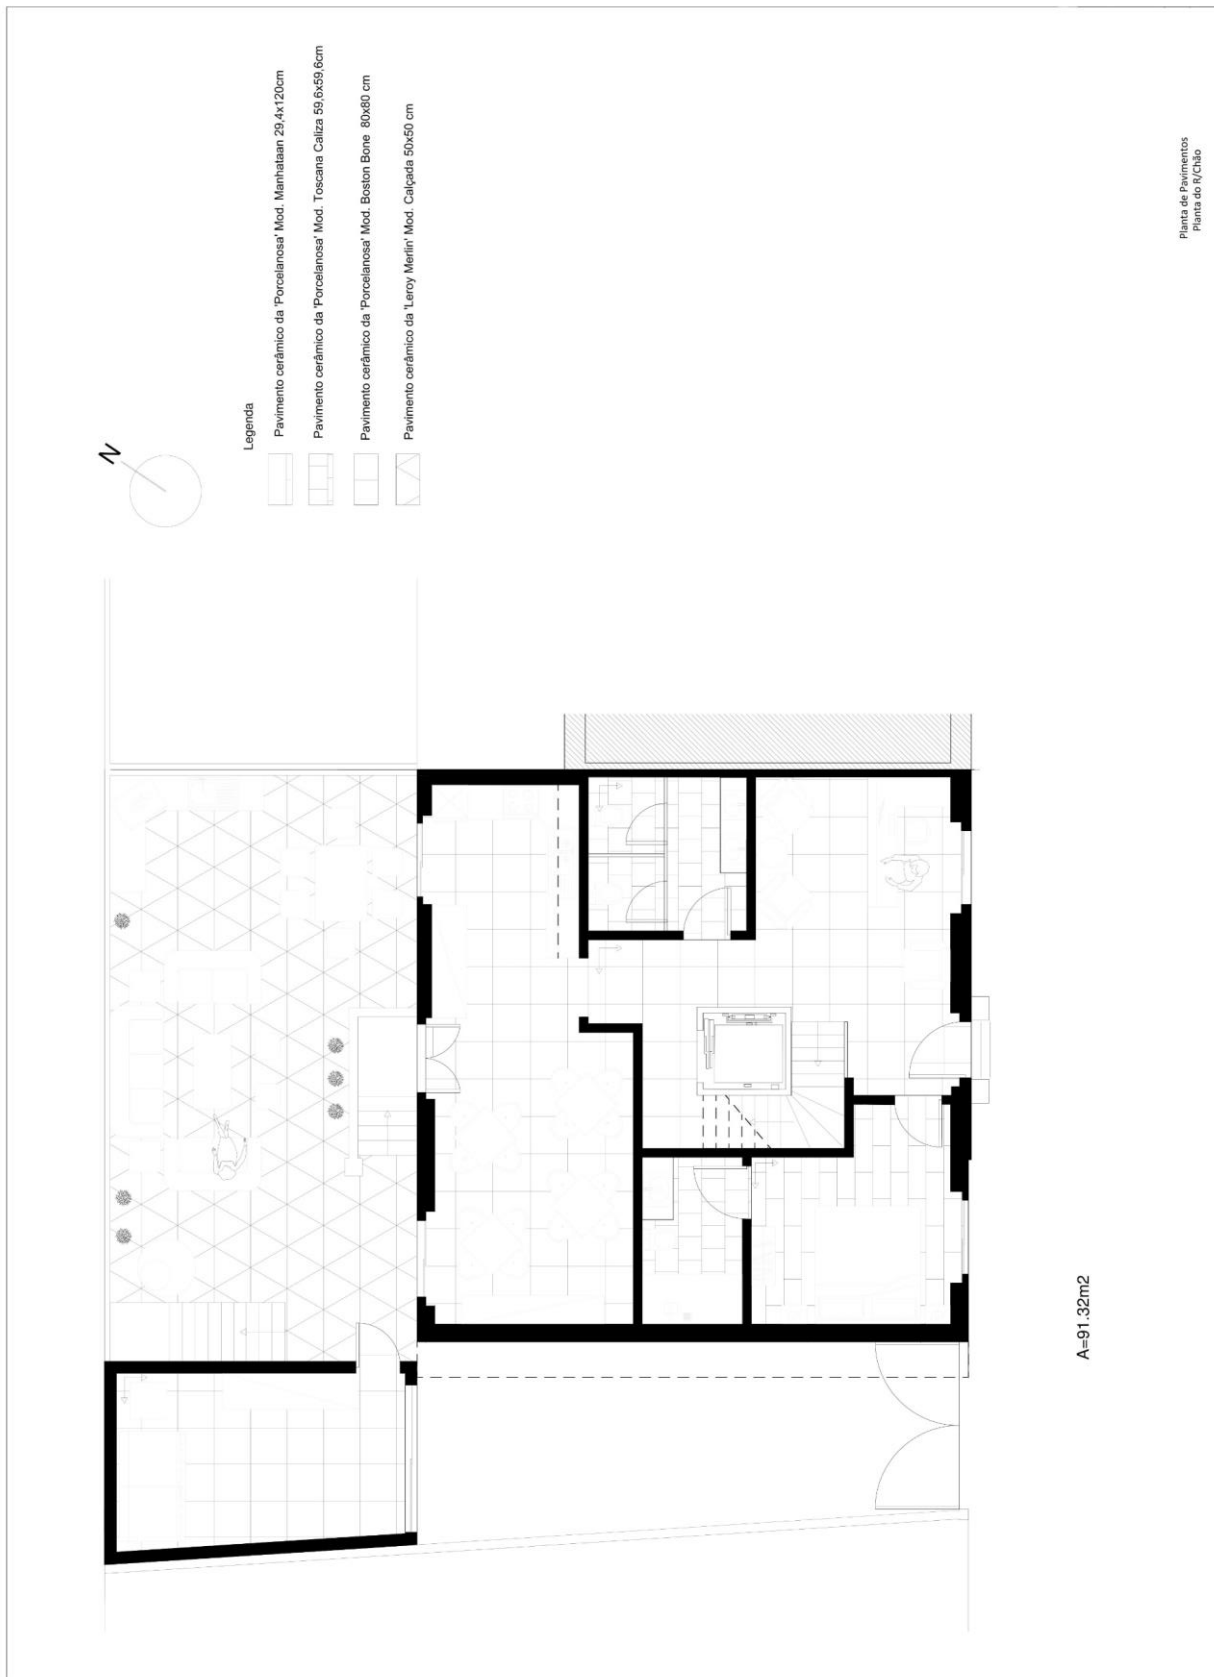 N
Legenda
Pavimento cerâmico da 'Porcelanosa' Mod. Manhataan 29,4x120cm
Pavimento cerâmico da 'Porcelanosa' Mod. Toscana Caliza 59,6x59,6cm
Pavimento cerâmico da 'Porcelanosa' Mod. Boston Bone 80x80 cm
Pavimento cerâmico da 'Leroy Merlin' Mod. Calçada 50x50 cm
A=91.32m2
Planta de Pavimentos
Planta do R/Chão